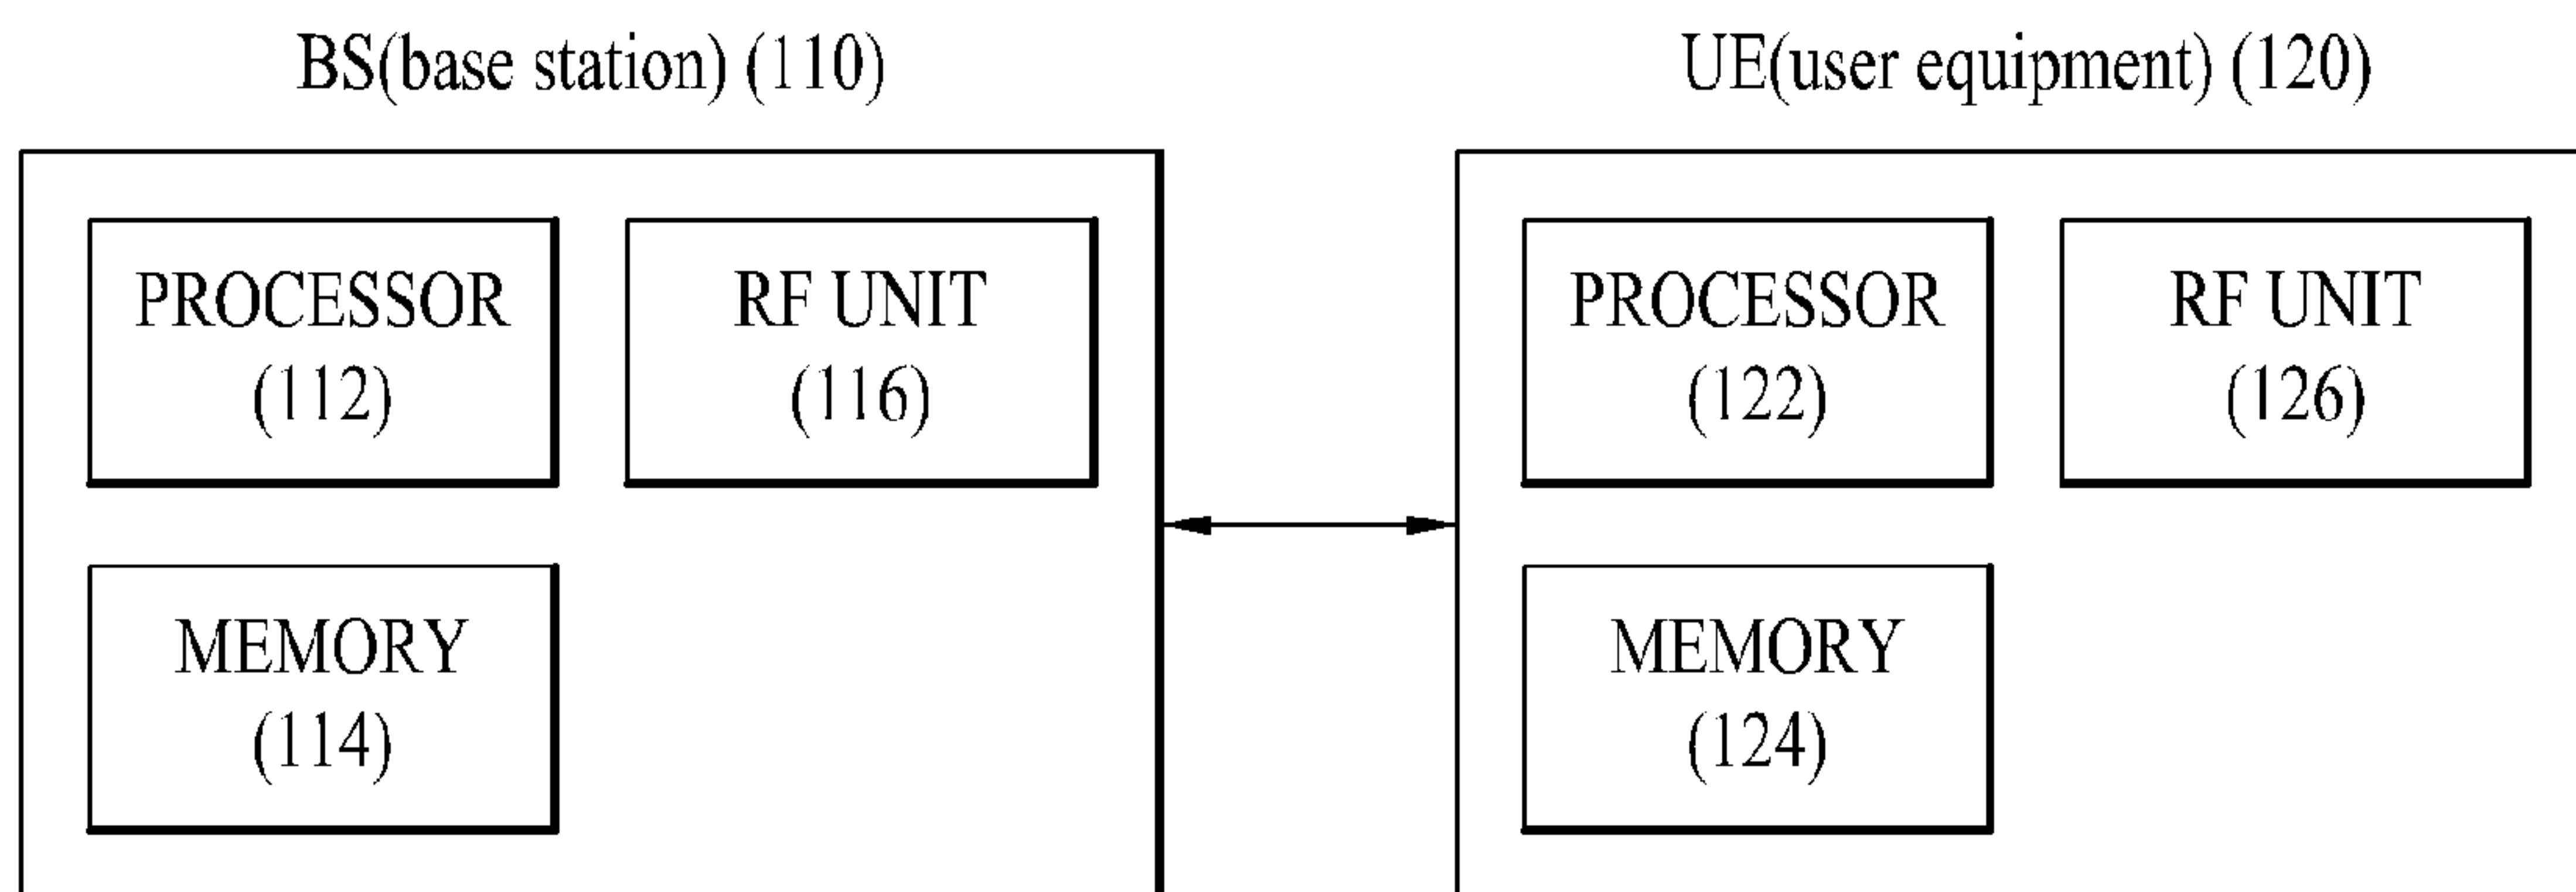 BS(base station) (110)
PROCESSOR
(112)
RF UNIT
(116)
MEMORY
(114)
UE(user equipment) (120)
PROCESSOR
(122)
RF UNIT
(126)
MEMORY
(124)